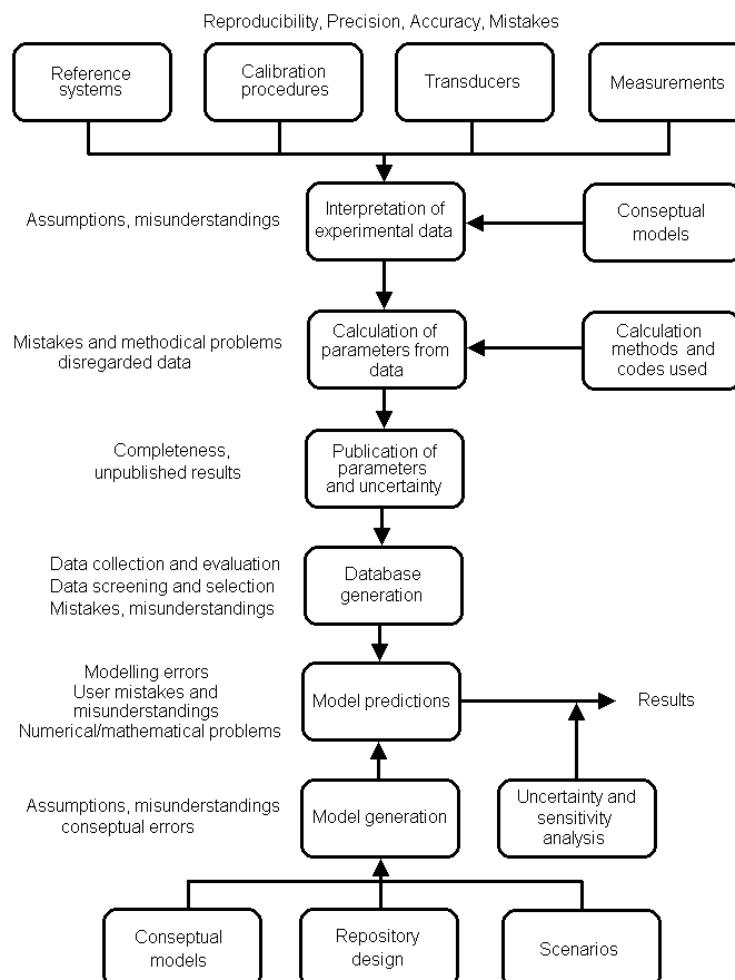 Reproducibility, Precision, Accuracy, Mistakes
Reference
systems
Calibration
procedures
Transducers
Measurements
Assumptions, misunderstandings
Interpretation of
experimental data
Conseptual
models
Mistakes and methodical problems
disregarded data
Calculation of
parameters from
data
Calculation
methods and
codes used
Completeness,
unpublished results
Publication of
parameters
and uncertainty
Data collection and evaluation
Data screening and selection
Mistakes, misunderstandings
Database
generation
Modelling errors
User mistakes and
misunderstandings
Numerical/mathematical problems
Model predictions
Results
Assumptions, misunderstandings
conseptual errors
Model generation
Uncertainty and
sensitivity
analysis
Conseptual
models
Repository
design
Scenarios